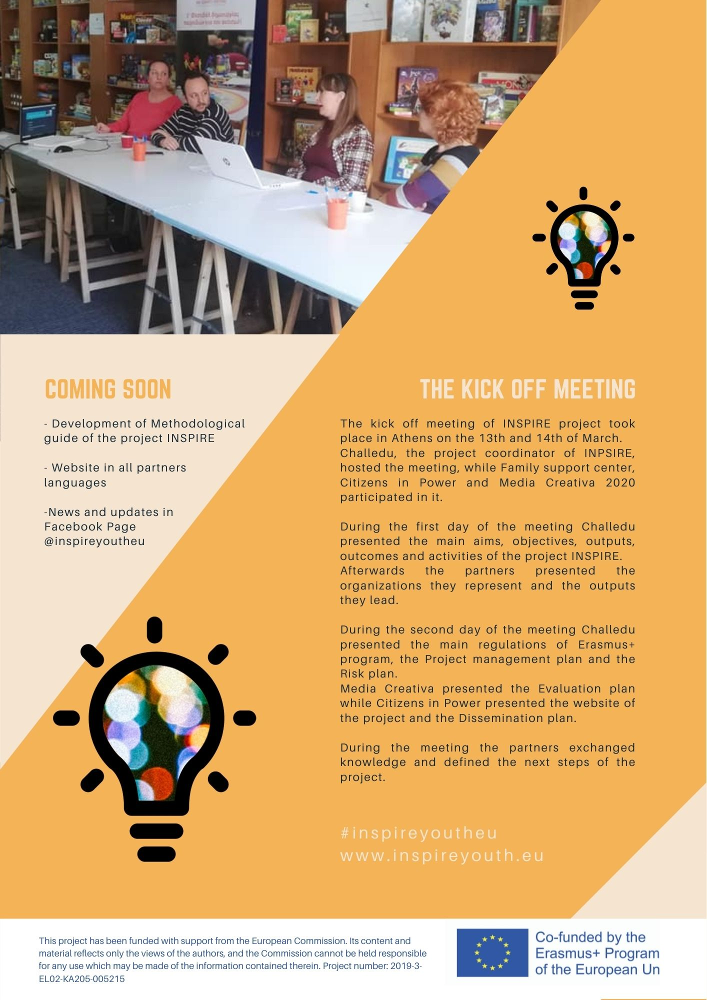 COMING SOON
- Development of Methodological
guide of the project INSPIRE
- Website in all partners
languages
-News and updates in
Facebook Page
@inspireyoutheu
THE KICK OFF MEETING
The kick off meeting of INSPIRE project took
place in Athens on the 13th and 14th of March.
Challedu, the project coordinator of INPSIRE,
hosted the meeting, while Family support center,
Citizens in Power and Media Creativa 2020
participated in it.
During the first day of the meeting Challedu
presented the main aims, objectives, outputs,
outcomes and activities of the project INSPIRE.
Afterwards the partners presented the
organizations they represent and the outputs
they lead.
During the second day of the meeting Challedu
presented the main regulations of Erasmus+
program, the Project management plan and the
Risk plan.
Media Creativa presented the Evaluation plan
while Citizens in Power presented the website of
the project and the Dissemination plan.
During the meeting the partners exchanged
knowledge and defined the next steps of the
project.
#inspireyoutheu
www.inspireyouth.eu
This project has been funded with support from the European Commission. Its content and
material reflects only the views of the authors, and the Commission cannot be held responsible
for any use which may be made of the information contained therein. Project number: 2019-3-
EL02-KA205-005215
Co-funded by the
Erasmus+ Program
of the European Un